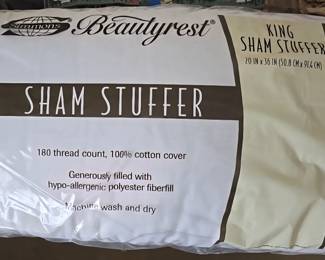 simmons
Beautyrest®
KING
SHAM STUFFER
20 IN x 36 IN (50.8 CM x 91.4 CM)
SHAM STUFFER
180 thread count, 100% cotton cover
Generously filled with
hypo-allergenic polyester fiberfill
Machine wash and dry